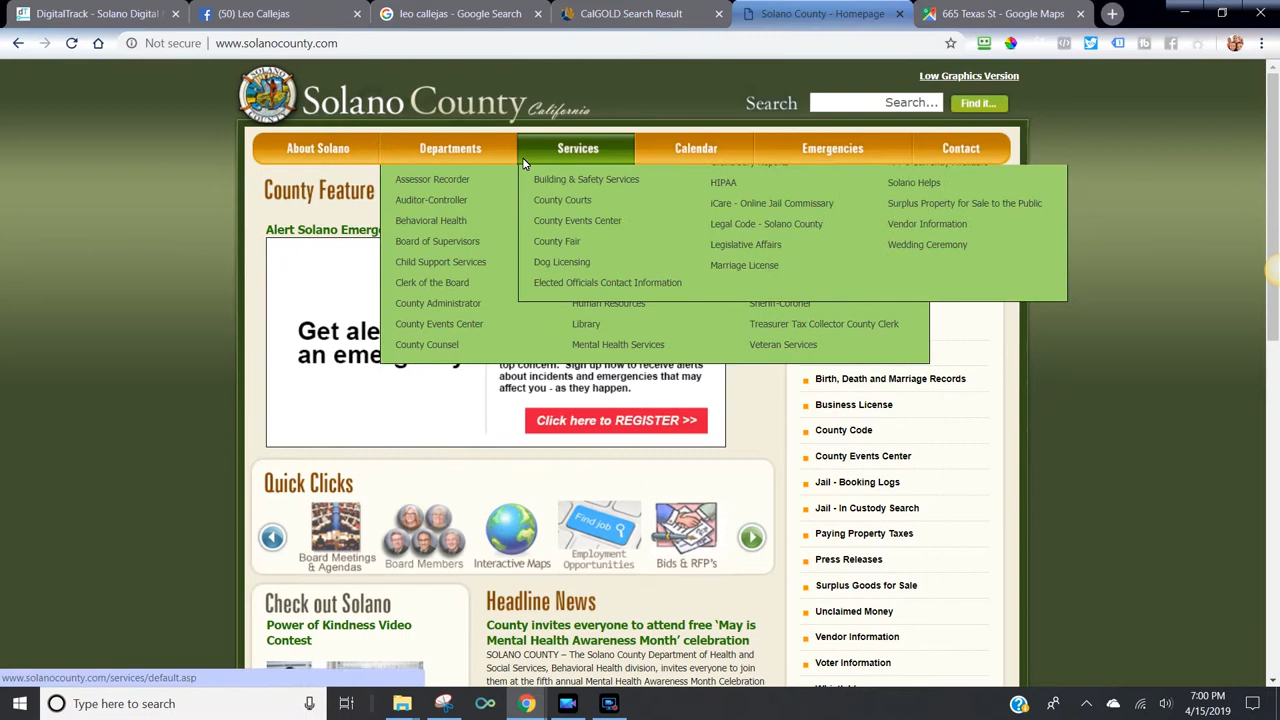 Digital Art
(50) Leo Callejas
leo callejas - Google Search
CalGOLD Search Result
Solano County - Homepage
665 Texas St - Google Maps
Not secure
www.solanocounty.com
Low Graphics Version
Solano County California
Search
Search...
Find it...
About Solano
Departments
Services
Calendar
Emergencies
Contact
County Feature
Alert Solano Emerg
Assessor Recorder
Auditor-Controller
Behavioral Health
Board of Supervisors
Child Support Services
Clerk of the Board
County Administrator
County Events Center
County Counsel
Building & Safety Services
County Courts
County Events Center
County Fair
Dog Licensing
Elected Officials Contact Information
HIPAA
iCare - Online Jail Commissary
Legal Code - Solano County
Legislative Affairs
Marriage License
Solano Helps
Surplus Property for Sale to the Public
Vendor Information
Wedding Ceremony
Human Resources
Library
Mental Health Services
Sheriff-Coroner
Treasurer Tax Collector County Clerk
Veteran Services
Get ale
an eme
top concern. Sign up now to receive alerts
about incidents and emergencies that may
affect you - as they happen.
Click here to REGISTER >>
Birth, Death and Marriage Records
Business License
County Code
County Events Center
Jail - Booking Logs
Jail - In Custody Search
Paying Property Taxes
Press Releases
Surplus Goods for Sale
Unclaimed Money
Vendor Information
Voter Information
Quick Clicks
Board Meetings
& Agendas
Board Members
Interactive Maps
Find job
Employment
Opportunities
Bids & RFP's
Check out Solano
Power of Kindness Video
Contest
Headline News
County invites everyone to attend free ‘May is
Mental Health Awareness Month’ celebration
SOLANO COUNTY – The Solano County Department of Health and
Social Services, Behavioral Health division, invites everyone to join
them at the fifth annual Mental Health Awareness Month Celebration
www.solanocounty.com/services/default.asp
Type here to search
7:00 PM
4/15/2019